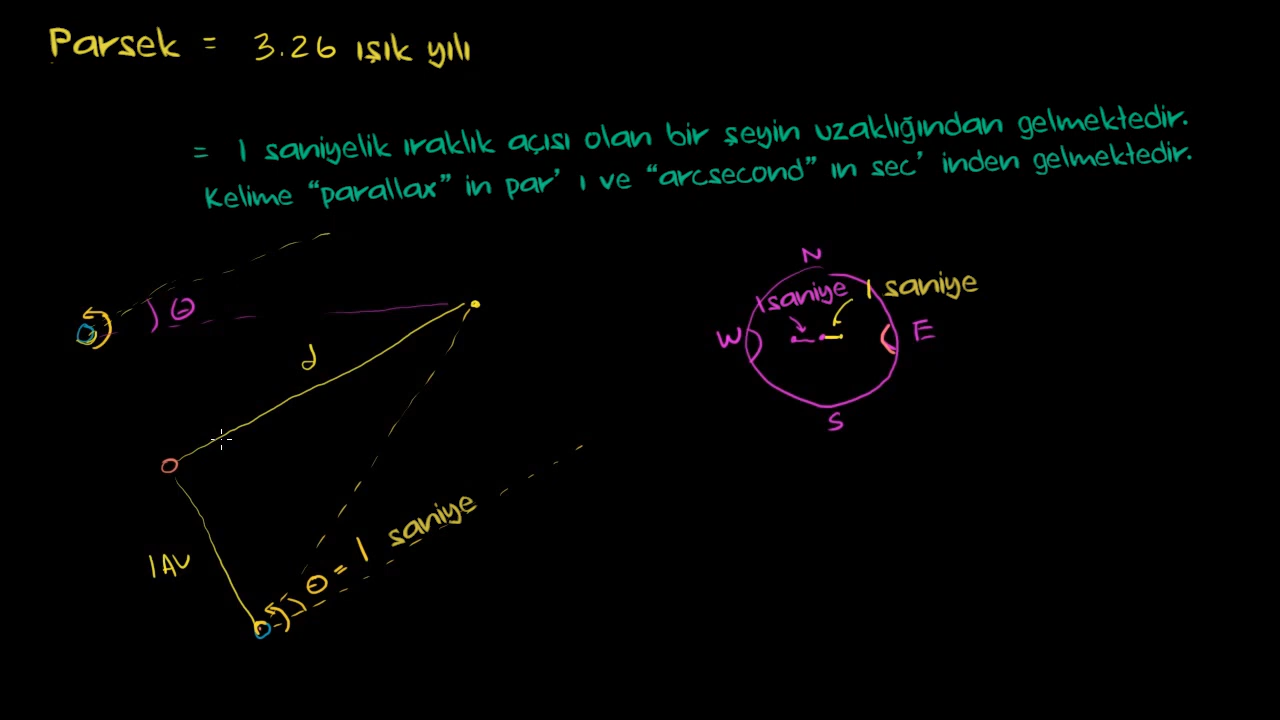 Parsek = 3.26 ışık yılı
= 1 saniyelik ıraklık açısı olan bir şeyin uzaklığından gelmektedir.
Kelime “parallax” in par’ ı ve “arcsecond” ın sec’ inden gelmektedir.
N
1 saniye
1 saniye
θ
W
E
d
S
θ = 1 saniye
1AU